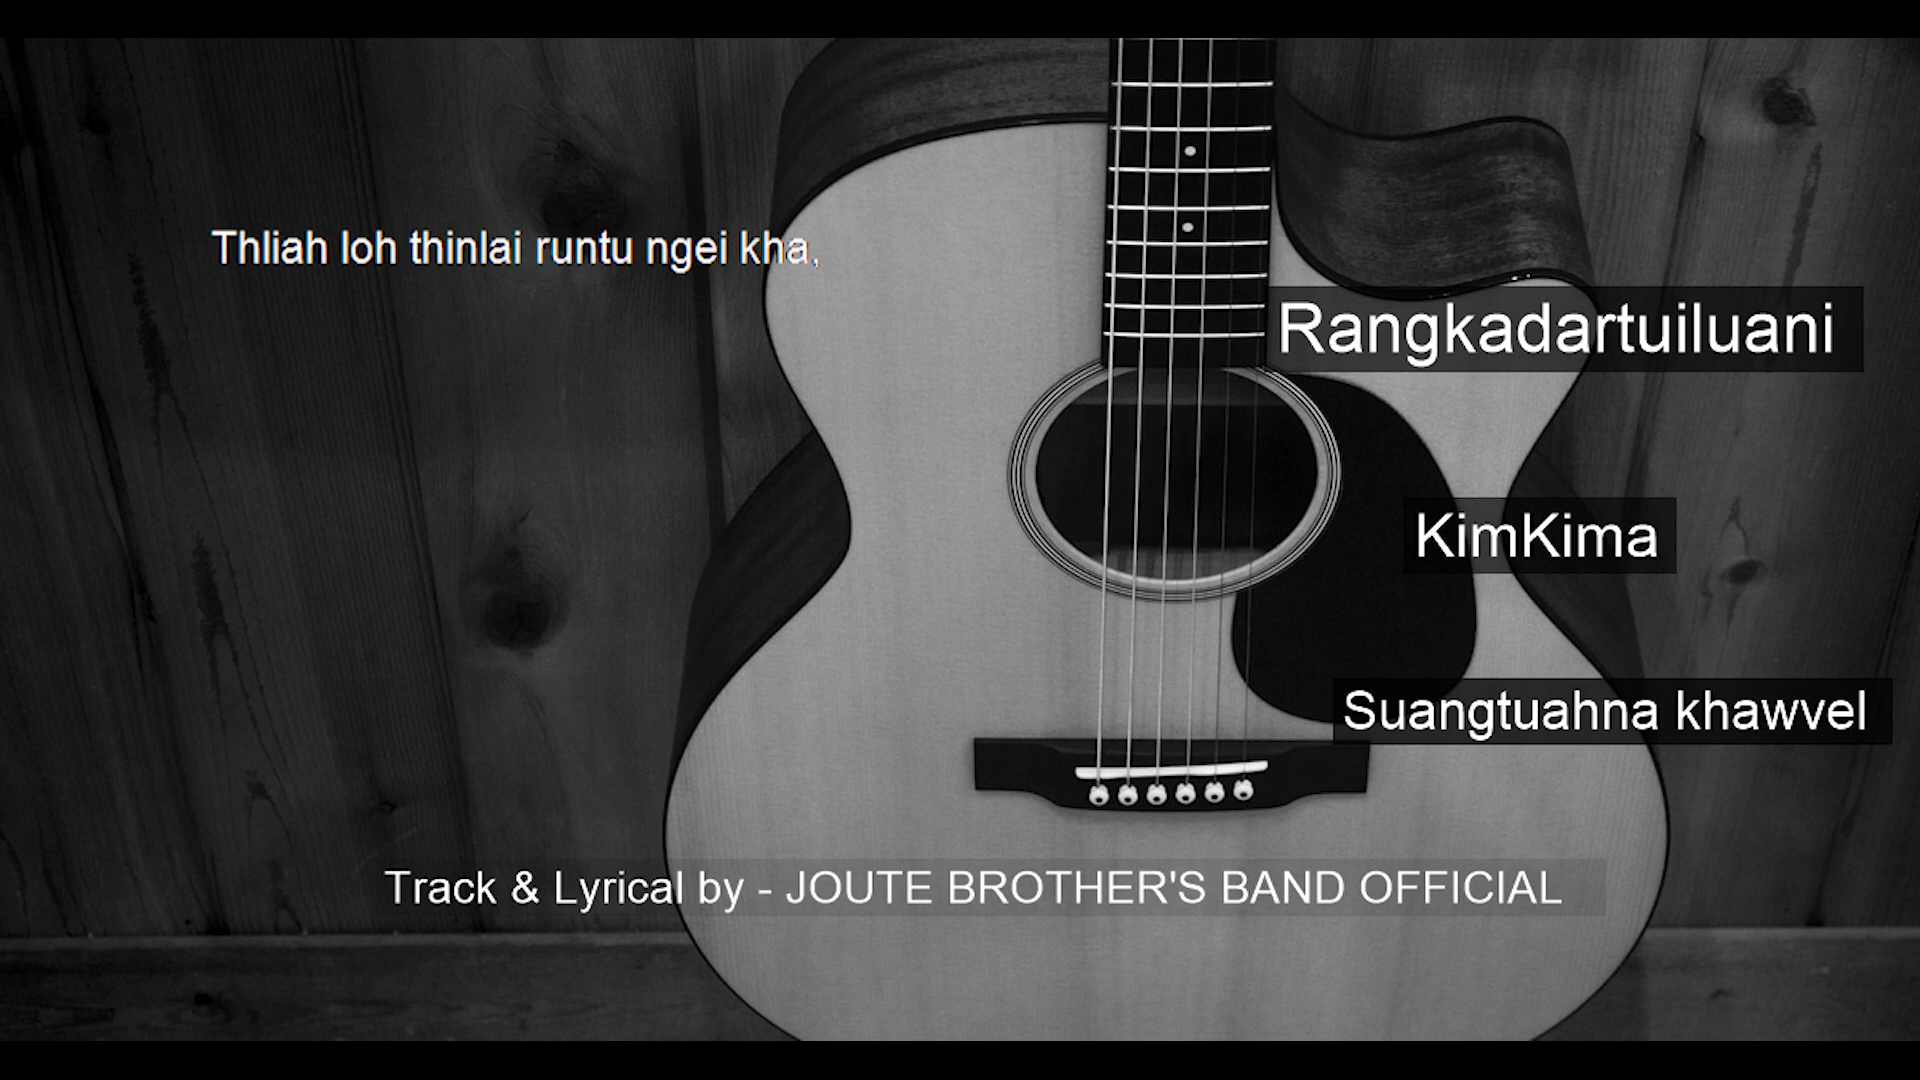 Thliah loh thinlai runtu ngei kha,
Rangkadartuiluani
KimKima
Suangtuahna khawvel
Track & Lyrical by - JOUTE BROTHER'S BAND OFFICIAL